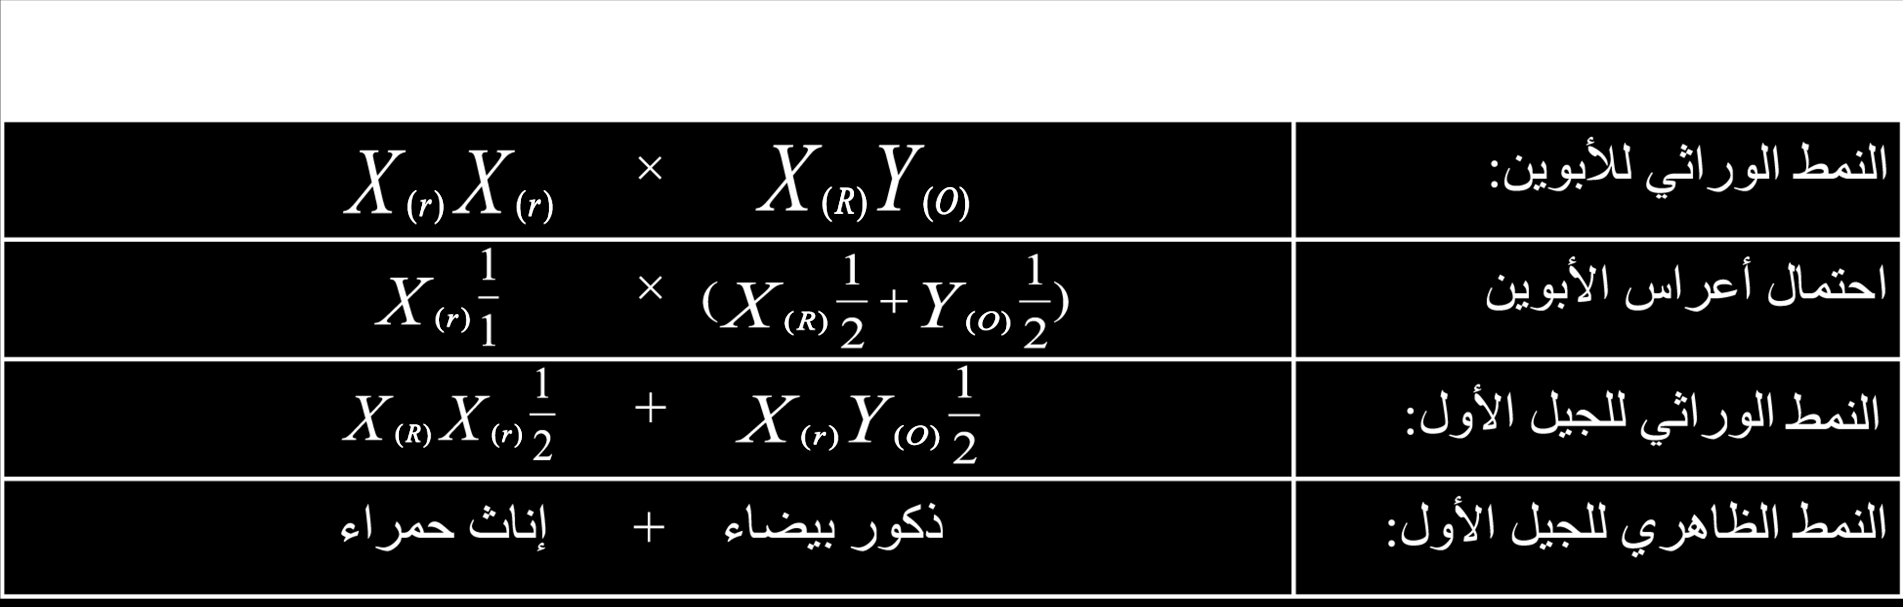 النمط الوراثي للأبوين: X(R)Y(O) × X(r)X(r)
احتمال أعراس الأبوين (X(R) 1/2 + Y(O) 1/2) × X(r) 1/1
النمط الوراثي للجيل الأول: X(r)Y(O) 1/2 + X(R)X(r) 1/2
النمط الظاهري للجيل الأول: ذكور بيضاء + إناث حمراء